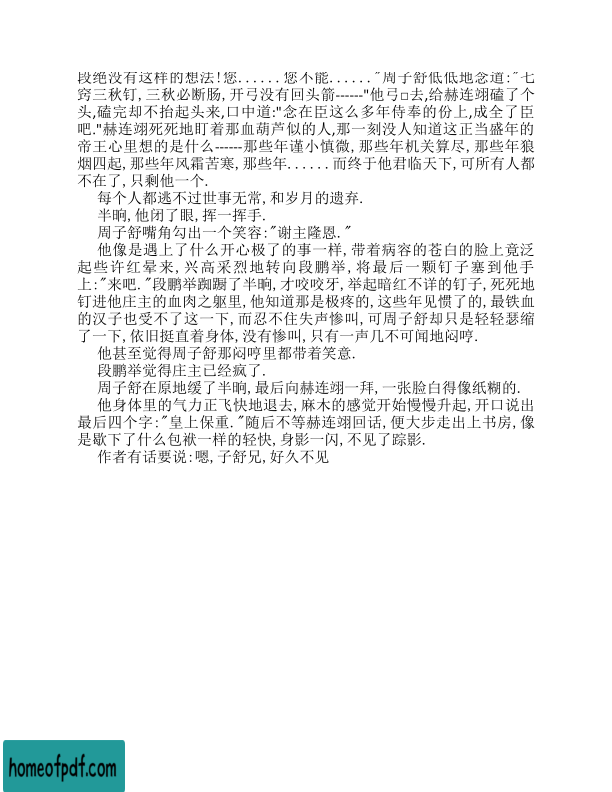 段绝没有这样的想法!您......您不能......″周子舒低低地念道:″七
窍三秋钉,三秋必断肠,开弓没有回头箭------"他弓□去,给赫连翊磕了个
头,磕完却不抬起头来,口中道:"念在臣这么多年侍奉的份上,成全了臣
吧."赫连翊死死地盯着那血葫芦似的人,那一刻没人知道这正当盛年的
帝王心里想的是什么------那些年谨小慎微,那些年机关算尽,那些年狼
烟四起,那些年风霜苦寒,那些年......而终于他君临天下,可所有人都
不在了,只剩他一个.
每个人都逃不过世事无常,和岁月的遗弃.
半晌,他闭了眼,挥一挥手.
周子舒嘴角勾出一个笑容:″谢主隆恩.″
他像是遇上了什么开心极了的事一样,带着病容的苍白的脸上竟泛
起些许红晕来,兴高采烈地转向段鹏举,将最后一颗钉子塞到他手
上:″来吧.″段鹏举踟蹰了半晌,才咬咬牙,举起暗红不详的钉子,死死地
钉进他庄主的血肉之躯里,他知道那是极疼的,这些年见惯了的,最铁血
的汉子也受不了这一下,而忍不住失声惨叫,可周子舒却只是轻轻瑟缩
了一下,依旧挺直着身体,没有惨叫,只有一声几不可闻地闷哼.
他甚至觉得周子舒那闷哼里都带着笑意.
段鹏举觉得庄主已经疯了.
周子舒在原地缓了半晌,最后向赫连翊一拜,一张脸白得像纸糊的.
他身体里的气力正飞快地退去,麻木的感觉开始慢慢升起,开口说出
最后四个字:″皇上保重.″随后不等赫连翊回话,便大步走出上书房,像
是歇下了什么包袱一样的轻快,身影一闪,不见了踪影.
作者有话要说:嗯,子舒兄,好久不见
homeofpdf.com